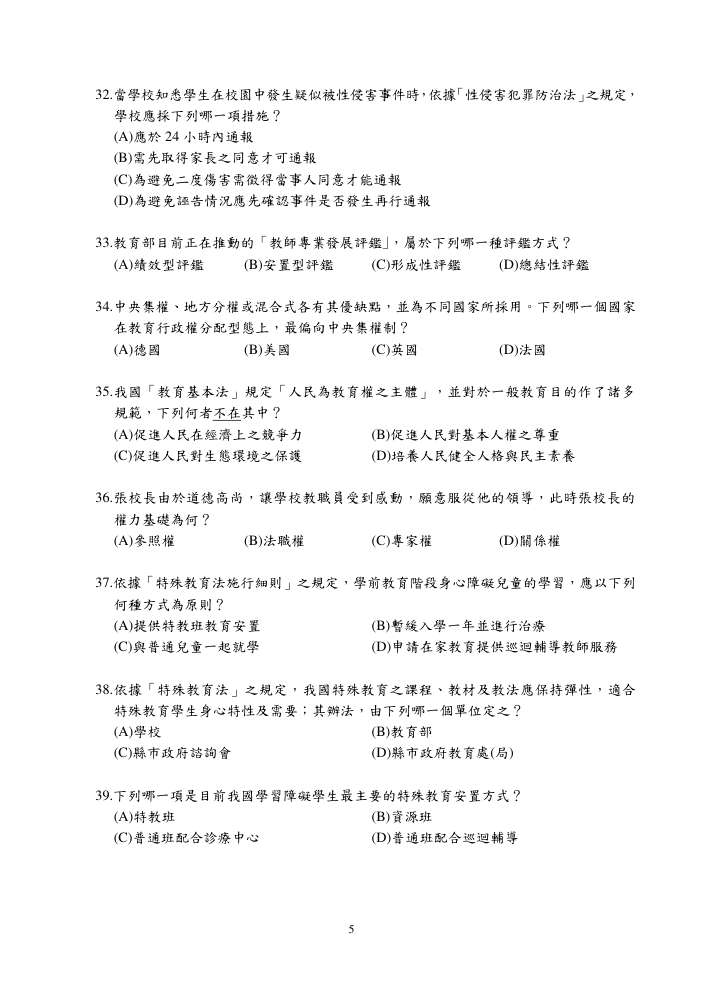 32.當學校知悉學生在校園中發生疑似被性侵害事件時，依據「性侵害犯罪防治法」之規定，
學校應採下列哪一項措施？
(A)應於 24 小時內通報
(B)需先取得家長之同意才可通報
(C)為避免二度傷害需徵得當事人同意才能通報
(D)為避免誣告情況應先確認事件是否發生再行通報
33.教育部目前正在推動的「教師專業發展評鑑」，屬於下列哪一種評鑑方式？
(A)績效型評鑑 (B)安置型評鑑 (C)形成性評鑑 (D)總結性評鑑
34.中央集權、地方分權或混合式各有其優缺點，並為不同國家所採用。下列哪一個國家
在教育行政權分配型態上，最偏向中央集權制？
(A)德國 (B)美國 (C)英國 (D)法國
35.我國「教育基本法」規定「人民為教育權之主體」，並對於一般教育目的作了諸多
規範，下列何者不在其中？
(A)促進人民在經濟上之競爭力 (B)促進人民對基本人權之尊重
(C)促進人民對生態環境之保護 (D)培養人民健全人格與民主素養
36.張校長由於道德高尚，讓學校教職員受到感動，願意服從他的領導，此時張校長的
權力基礎為何？
(A)參照權 (B)法職權 (C)專家權 (D)關係權
37.依據「特殊教育法施行細則」之規定，學前教育階段身心障礙兒童的學習，應以下列
何種方式為原則？
(A)提供特教班教育安置 (B)暫緩入學一年並進行治療
(C)與普通兒童一起就學 (D)申請在家教育提供巡迴輔導教師服務
38.依據「特殊教育法」之規定，我國特殊教育之課程、教材及教法應保持彈性，適合
特殊教育學生身心特性及需要；其辦法，由下列哪一個單位定之？
(A)學校 (B)教育部
(C)縣市政府諮詢會 (D)縣市政府教育處(局)
39.下列哪一項是目前我國學習障礙學生最主要的特殊教育安置方式？
(A)特教班 (B)資源班
(C)普通班配合診療中心 (D)普通班配合巡迴輔導
5